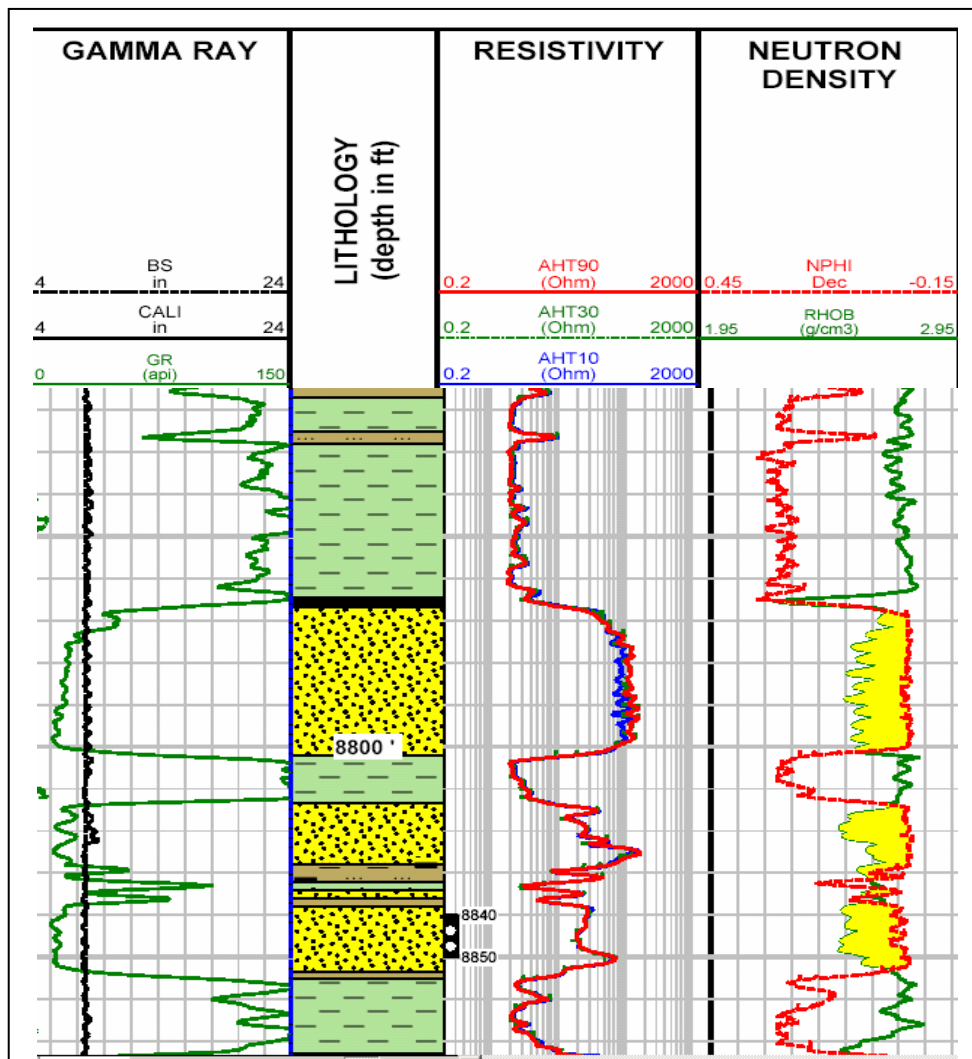 GAMMA RAY
LITHOLOGY
(depth in ft)
RESISTIVITY
NEUTRON
DENSITY
BS
4 in 24
CALI
4 in 24
GR
0 (api) 150
AHT90
0.2 (Ohm) 2000
AHT30
0.2 (Ohm) 2000
AHT10
0.2 (Ohm) 2000
NPHI
0.45 Dec -0.15
RHOB
1.95 (g/cm3) 2.95
8800 '
8840
8850